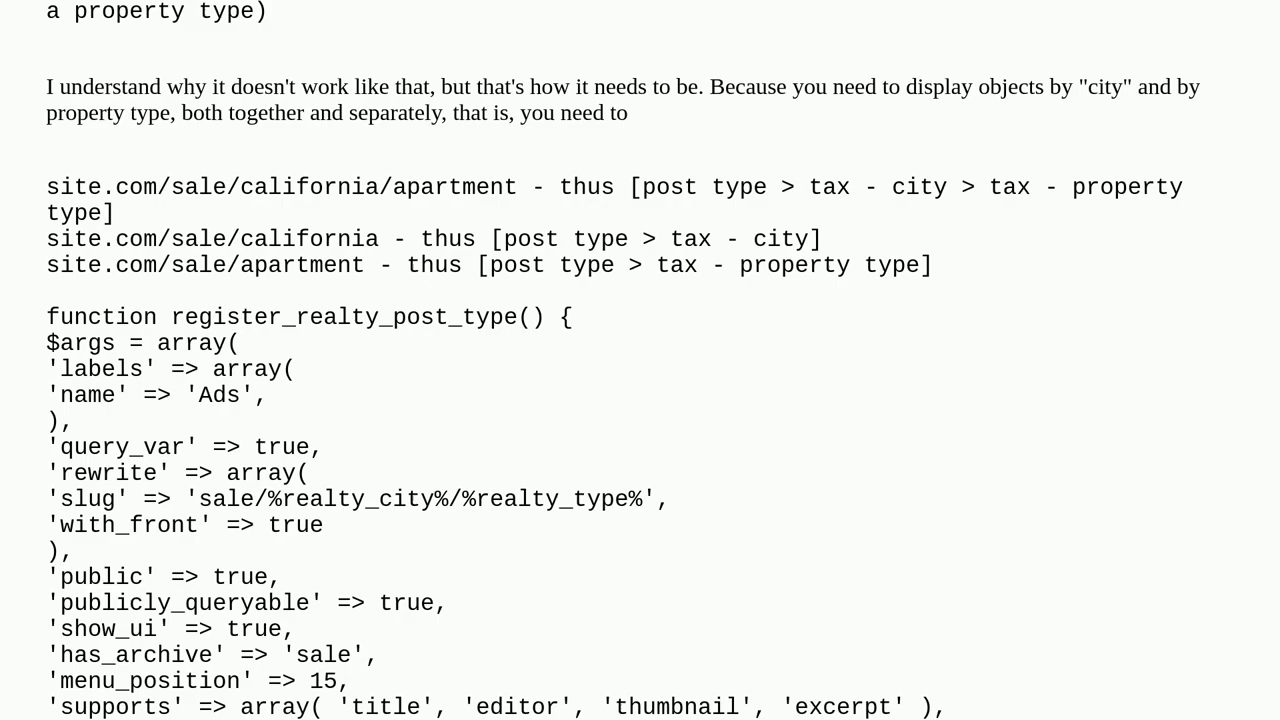 a property type)
I understand why it doesn't work like that, but that's how it needs to be. Because you need to display objects by "city" and by
property type, both together and separately, that is, you need to
site.com/sale/california/apartment - thus [post type > tax - city > tax - property
type]
site.com/sale/california - thus [post type > tax - city]
site.com/sale/apartment - thus [post type > tax - property type]
function register_realty_post_type() {
$args = array(
'labels' => array(
'name' => 'Ads',
),
'query_var' => true,
'rewrite' => array(
'slug' => 'sale/%realty_city%/%realty_type%',
'with_front' => true
),
'public' => true,
'publicly_queryable' => true,
'show_ui' => true,
'has_archive' => 'sale',
'menu_position' => 15,
'supports' => array( 'title', 'editor', 'thumbnail', 'excerpt' ),